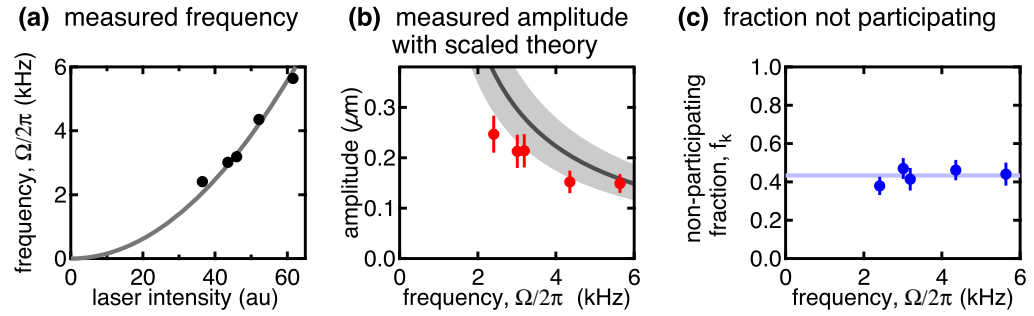 (a) measured frequency
frequency, Ω/2π (kHz)
6
4
2
0
0 20 40 60
laser intensity (au)
(b) measured amplitude
with scaled theory
amplitude (μm)
0.3
0.2
0.1
0.0
2 4 6
frequency, Ω/2π (kHz)
(c) fraction not participating
non-participating
fraction, fk
1.0
0.8
0.6
0.4
0.2
0.0
0 2 4 6
frequency, Ω/2π (kHz)